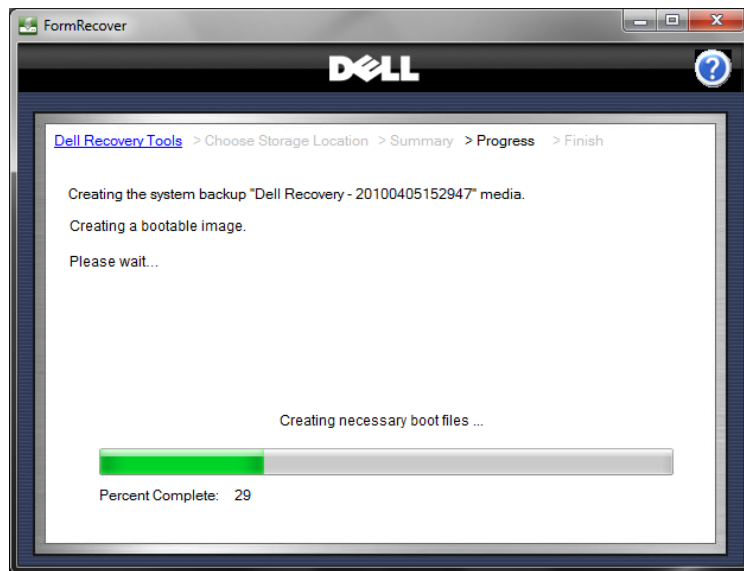 FormRecover
DELL
?
Dell Recovery Tools > Choose Storage Location > Summary > Progress > Finish
Creating the system backup "Dell Recovery - 20100405152947" media.
Creating a bootable image.
Please wait...
Creating necessary boot files ...
Percent Complete: 29